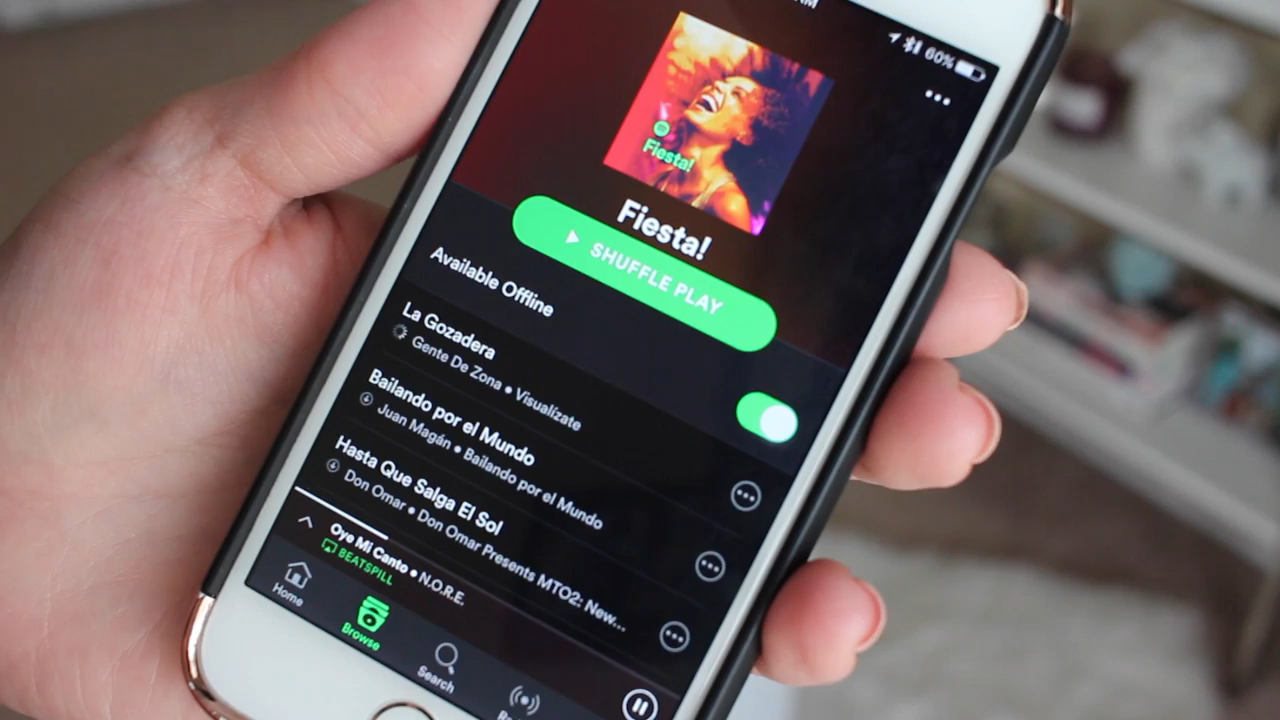 60%
Fiesta!
Fiesta!
SHUFFLE PLAY
Available Offline
La Gozadera
Gente De Zona • Visualízate
Bailando por el Mundo
Juan Magán • Bailando por el Mundo
Hasta Que Salga El Sol
Don Omar • Don Omar Presents MTO2: New...
Oye Mi Canto • N.O.R.E.
BEATSPILL
Home
Browse
Search